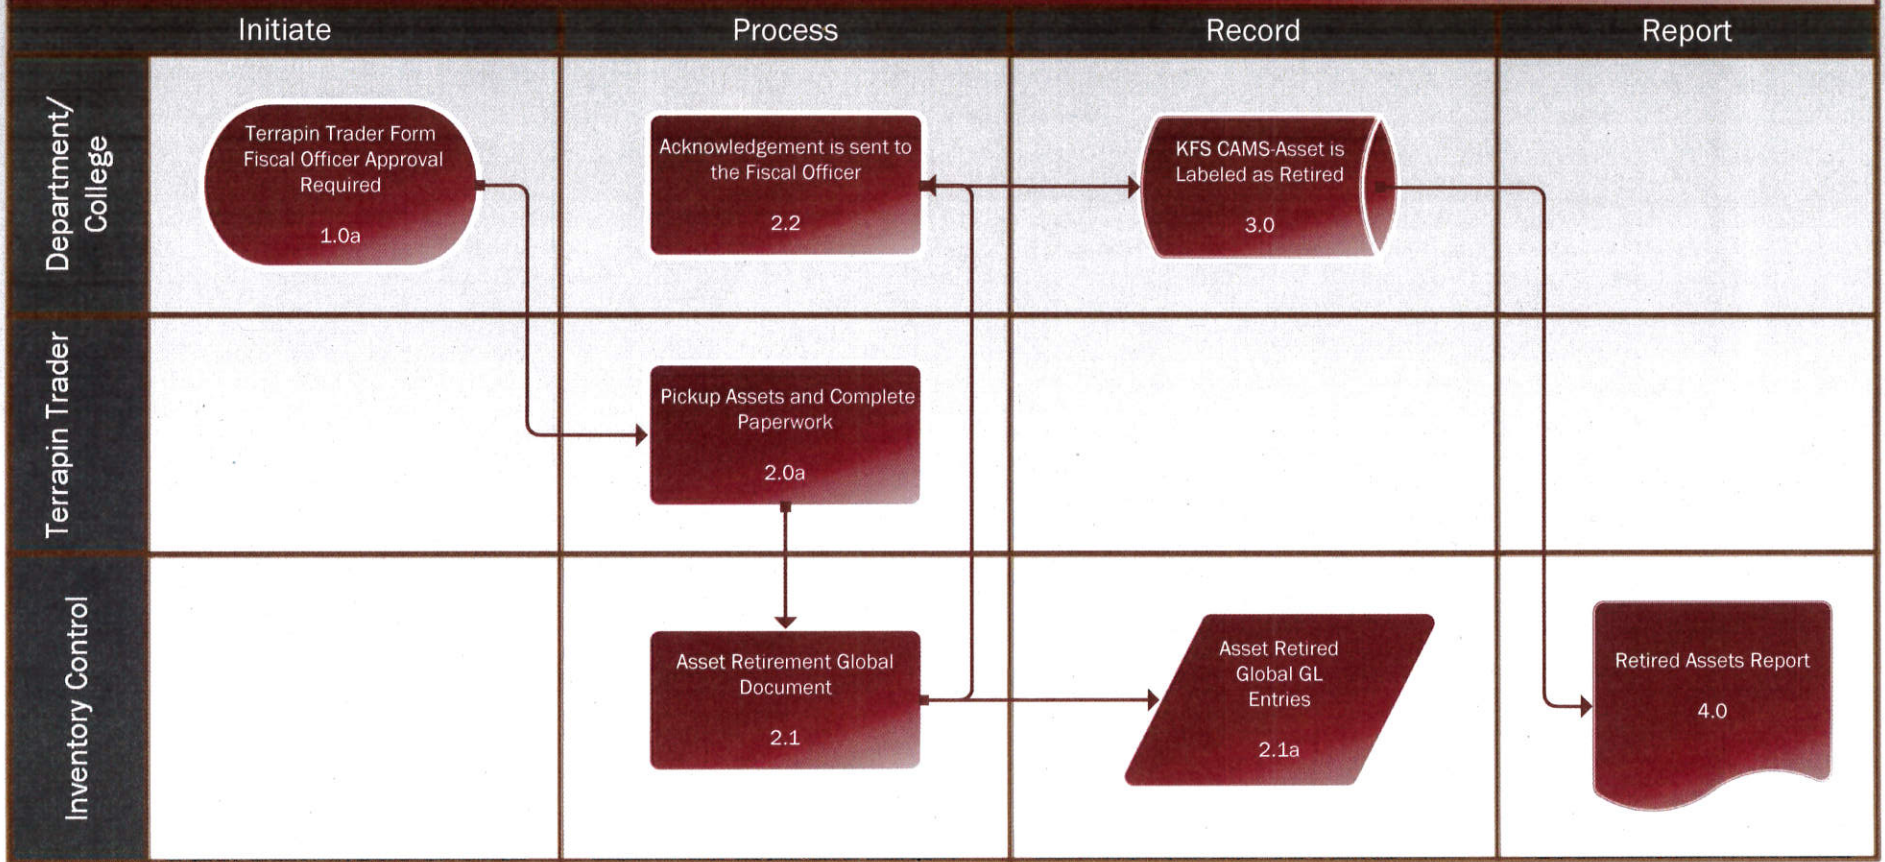 Initiate
Process
Record
Report
Department/
College
Terrapin Trader Form
Fiscal Officer Approval
Required
1.0a
Acknowledgement is sent to
the Fiscal Officer
2.2
KFS CAMS-Asset is
Labeled as Retired
3.0
Terrapin Trader
Pickup Assets and Complete
Paperwork
2.0a
Inventory Control
Asset Retirement Global
Document
2.1
Asset Retired
Global GL
Entries
2.1a
Retired Assets Report
4.0